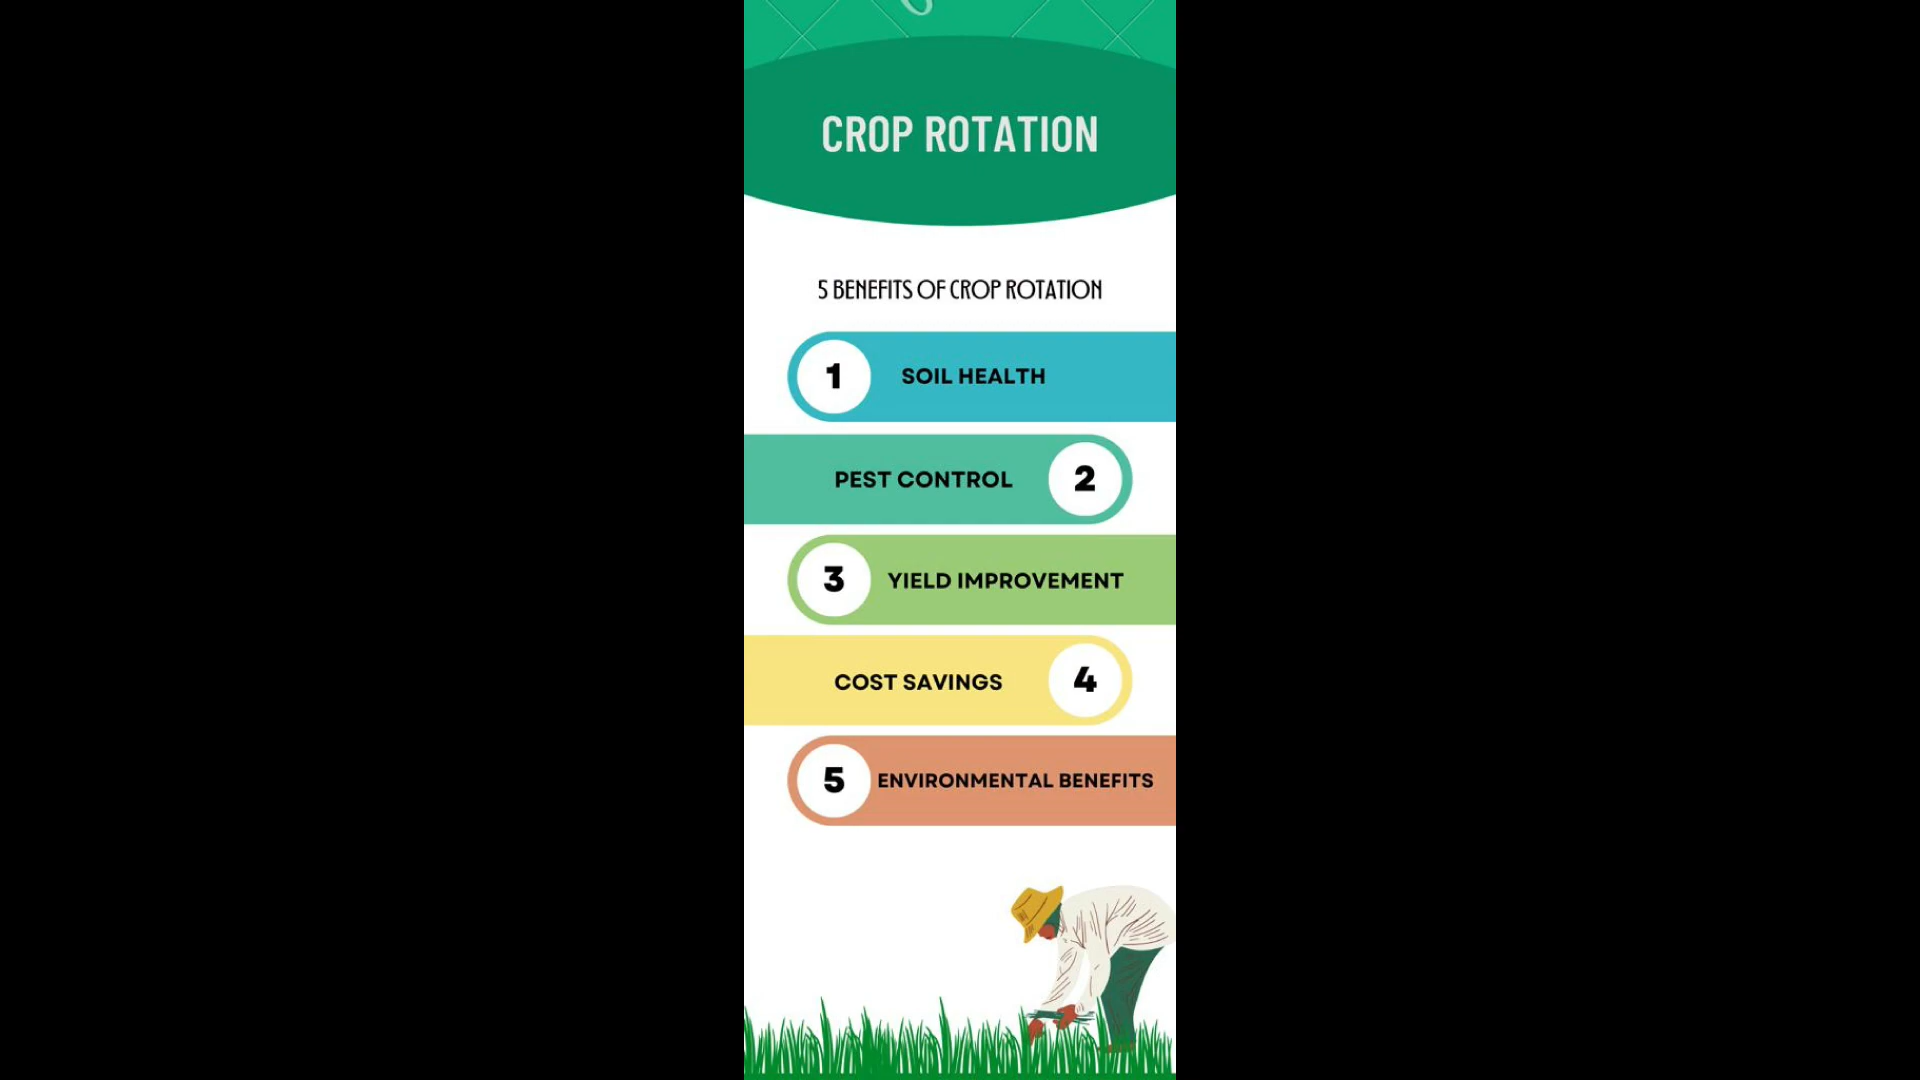 CROP ROTATION
5 BENEFITS OF CROP ROTATION
1 SOIL HEALTH
PEST CONTROL 2
3 YIELD IMPROVEMENT
COST SAVINGS 4
5 ENVIRONMENTAL BENEFITS